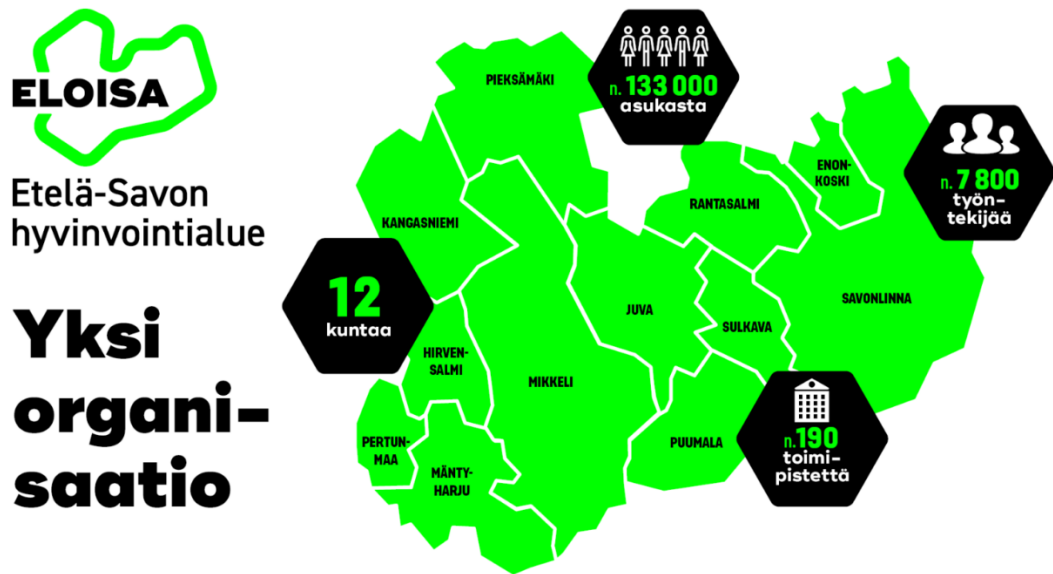 ELOISA
Etelä-Savon
hyvinvointialue
Yksi
organi-
saatio
PIEKSÄMÄKI
n. 133 000
asukasta
ENON-
KOSKI
n. 7 800
työn-
tekijää
RANTASALMI
KANGASNIEMI
12
kuntaa
SAVONLINNA
JUVA
SULKAVA
HIRVEN-
SALMI
MIKKELI
PERTUN-
MAA
MÄNTY-
HARJU
PUUMALA
n.190
toimi-
pistettä